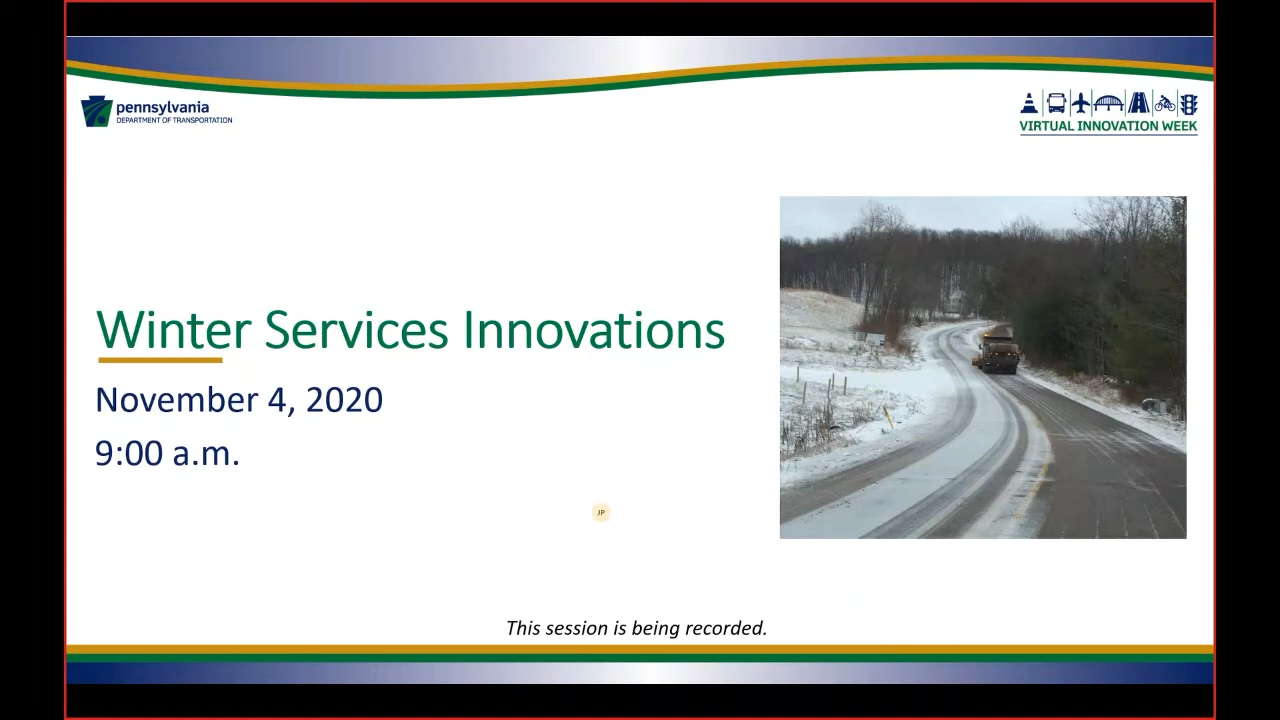 pennsylvania
DEPARTMENT OF TRANSPORTATION
VIRTUAL INNOVATION WEEK
Winter Services Innovations
November 4, 2020
9:00 a.m.
JP
This session is being recorded.